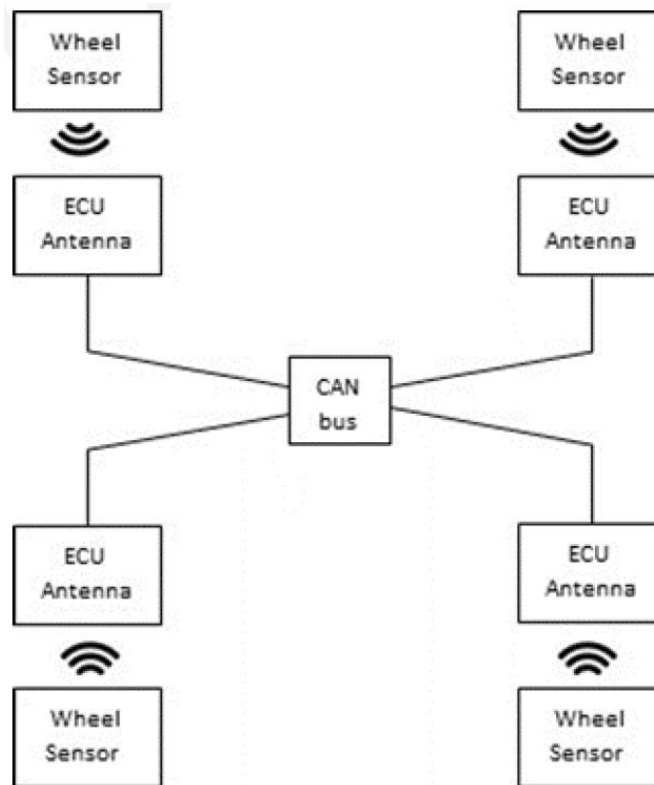 Wheel
Sensor
Wheel
Sensor
ECU
Antenna
ECU
Antenna
CAN
bus
ECU
Antenna
ECU
Antenna
Wheel
Sensor
Wheel
Sensor